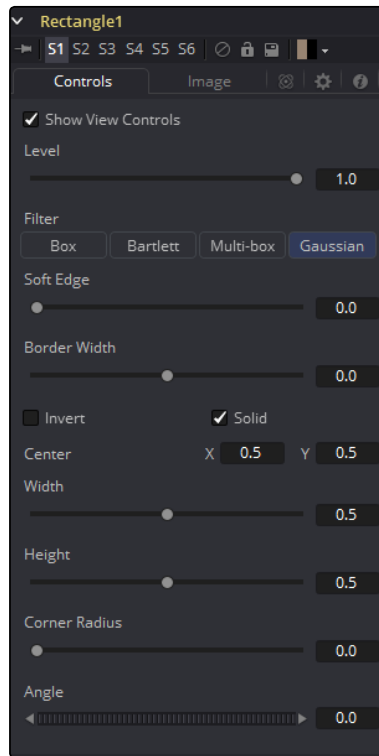 Rectangle1
S1 S2 S3 S4 S5 S6
Controls Image
Show View Controls
Level
1.0
Filter
Box Bartlett Multi-box Gaussian
Soft Edge
0.0
Border Width
0.0
Invert Solid
Center X 0.5 Y 0.5
Width
0.5
Height
0.5
Corner Radius
0.0
Angle
0.0